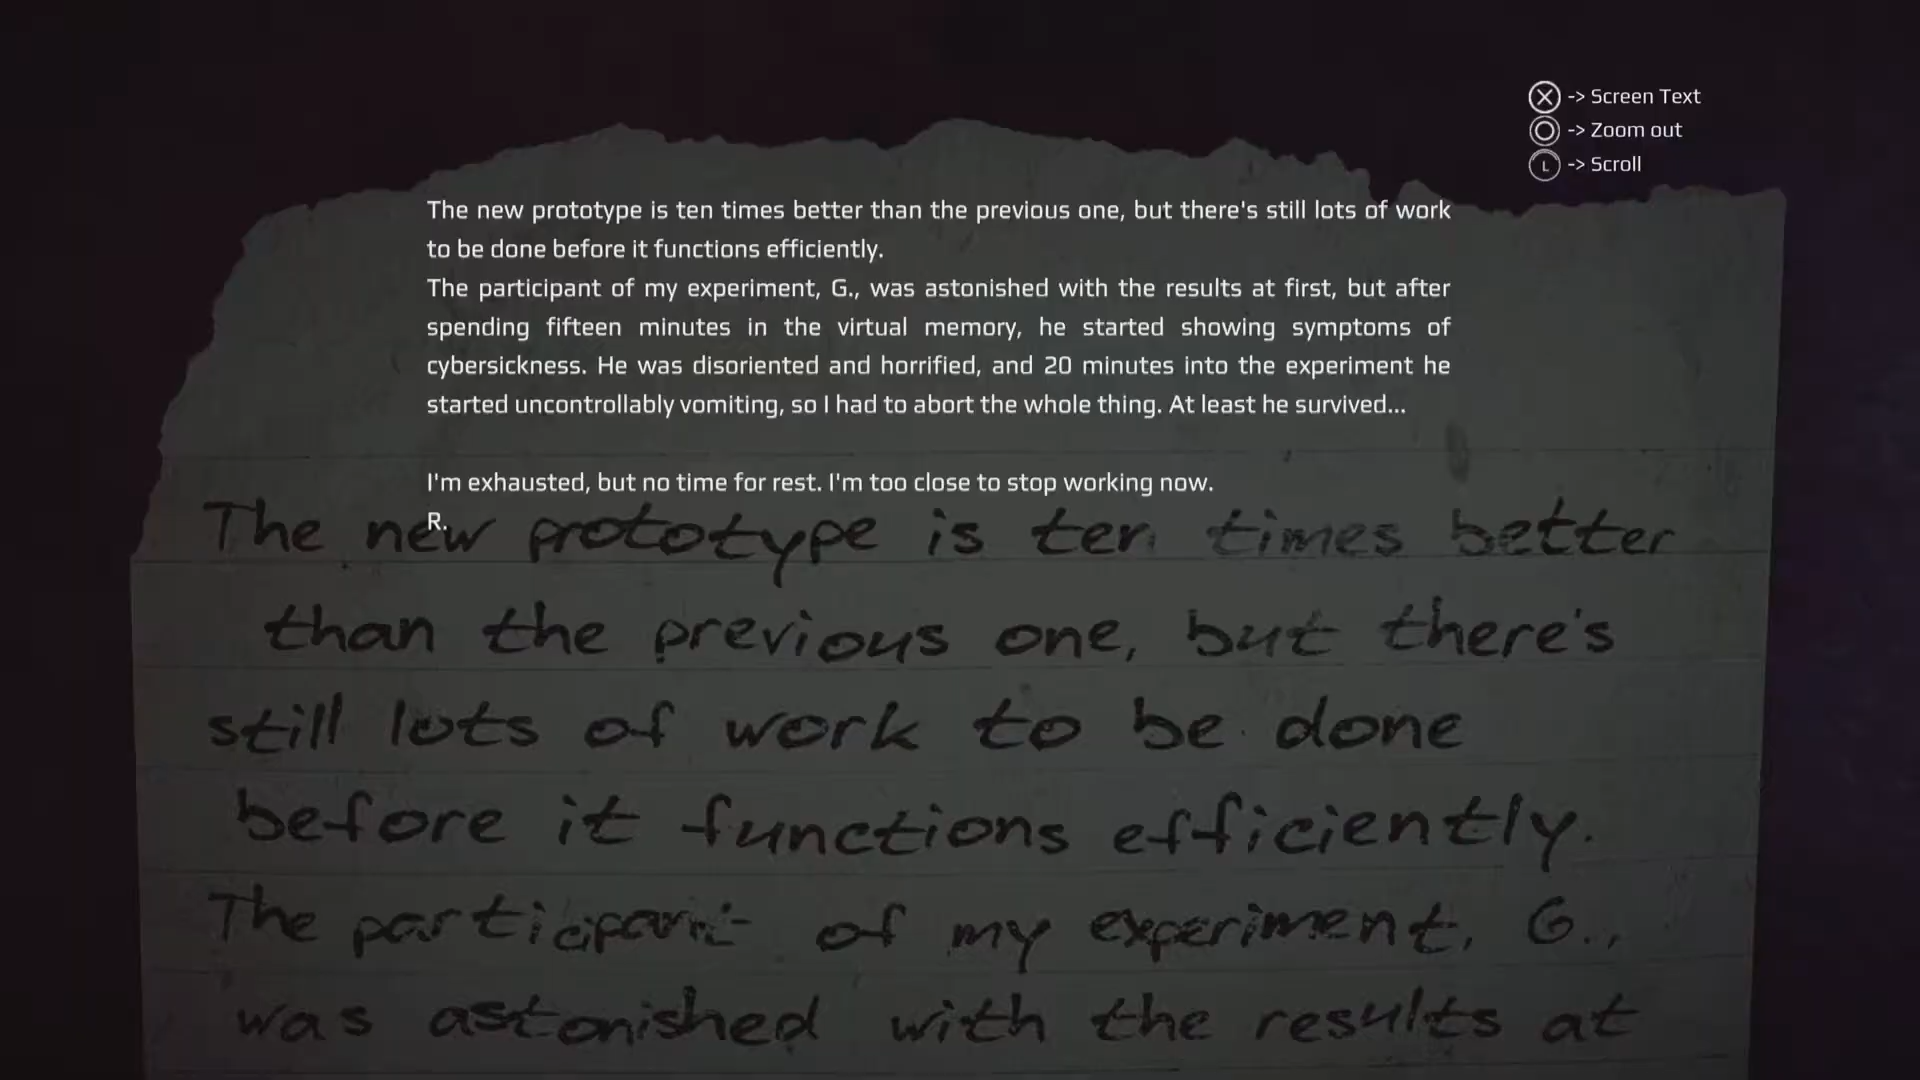 -> Screen Text
-> Zoom out
L -> Scroll
The new prototype is ten times better than the previous one, but there's still lots of work
to be done before it functions efficiently.
The participant of my experiment, G., was astonished with the results at first, but after
spending fifteen minutes in the virtual memory, he started showing symptoms of
cybersickness. He was disoriented and horrified, and 20 minutes into the experiment he
started uncontrollably vomiting, so I had to abort the whole thing. At least he survived...
I'm exhausted, but no time for rest. I'm too close to stop working now.
R.
The new prototype is ten times better
than the previous one, but there's
still lots of work to be done
before it functions efficiently.
The participant of my experiment, G.,
was astonished with the results at